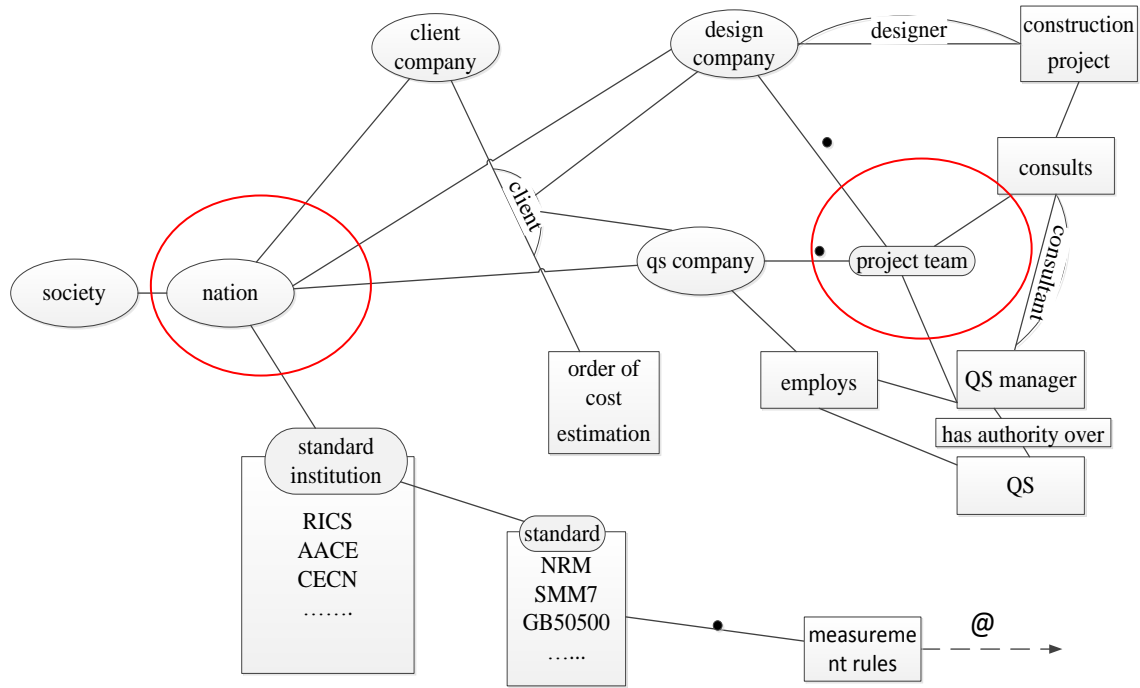 client
company
design
company
designer
construction
project
consults
client
consultant
society
nation
qs company
project team
order of
cost
estimation
employs
QS manager
has authority over
QS
standard
institution
RICS
AACE
CECN
…….
standard
NRM
SMM7
GB50500
…...
measureme
nt rules
@